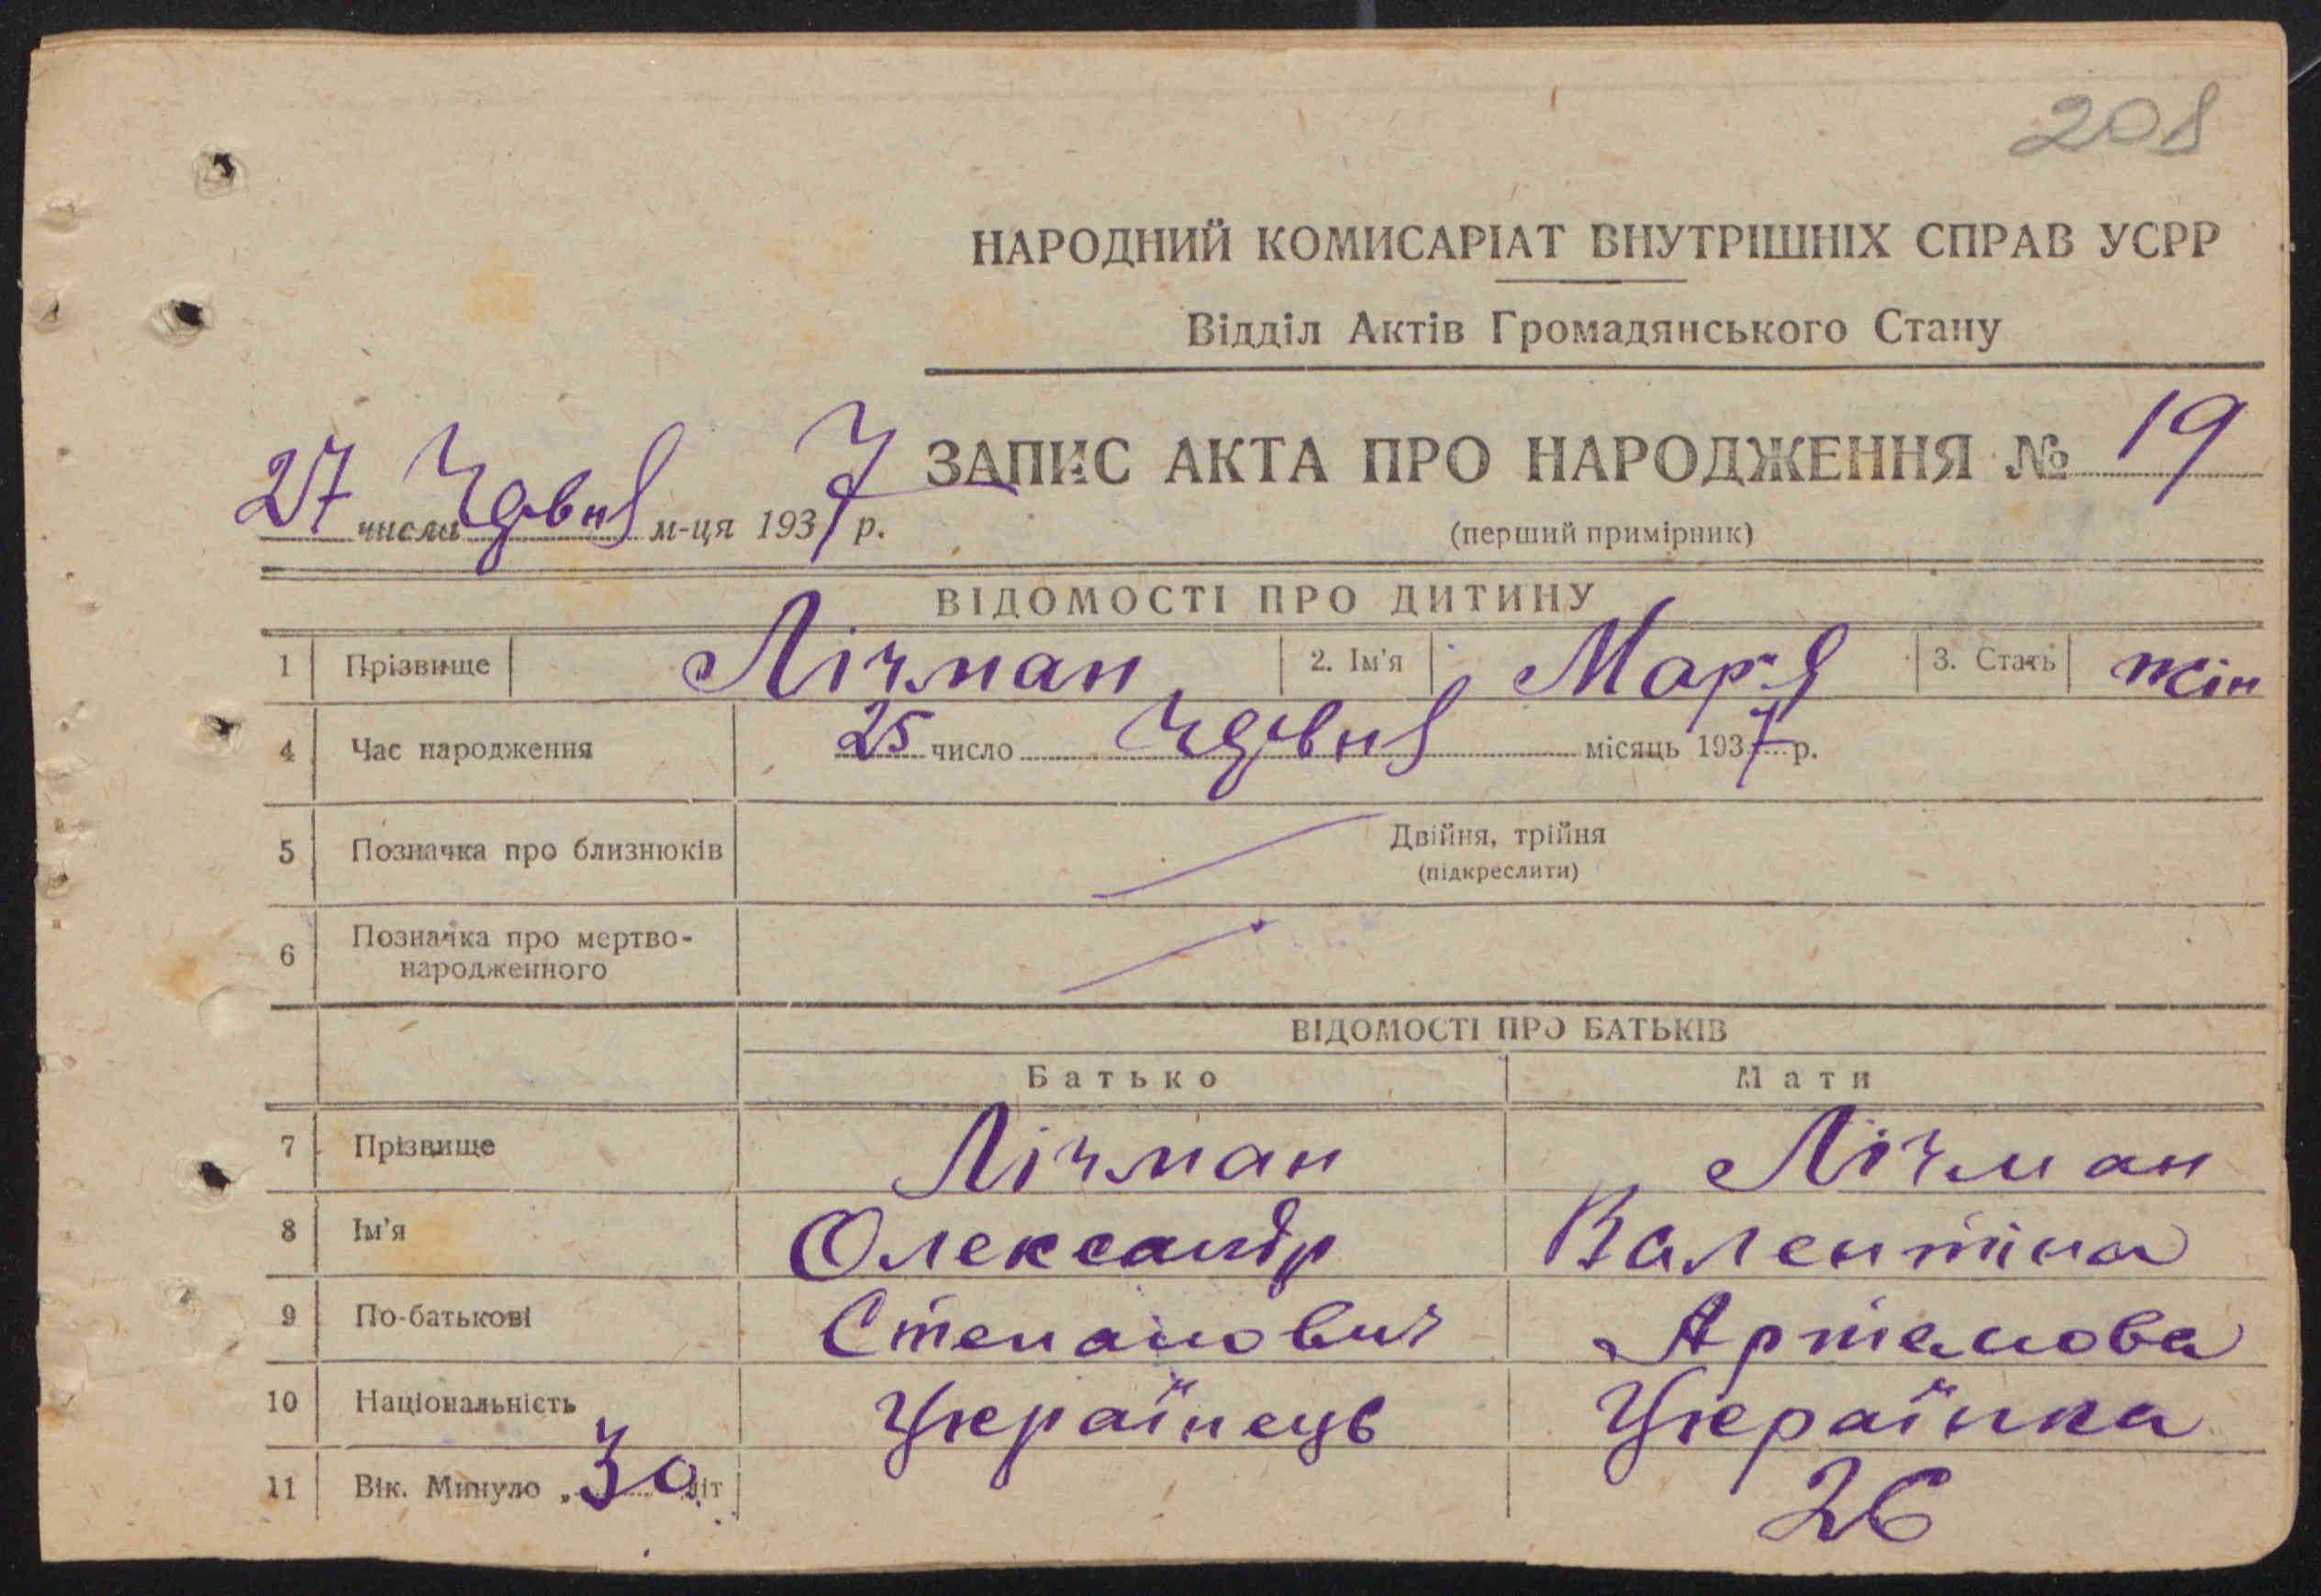 208
НАРОДНИЙ КОМИСАРІАТ ВНУТРІШНІХ СПРАВ УСРР
Відділ Актів Громадянського Стану
ЗАПИС АКТА ПРО НАРОДЖЕННЯ № 19
27 числа Червня м-ця 1937 р.
(перший примірник)
ВІДОМОСТІ ПРО ДИТИНУ
1 Прізвище Лічман 2. Ім'я Мар'я 3. Стать жін
4 Час народження 25 число Червня місяць 1937 р.
5 Позначка про близнюків Двійня, трійня
(підкреслити)
6 Позначка про мертво-
народженного
ВІДОМОСТІ ПРО БАТЬКІВ
Батько Мати
7 Прізвище Лічман Лічман
8 Ім'я Олександр Валентіна
9 По-батькові Степанович Артемова
10 Національність Українець Українка
11 Вік. Минуло „ 30 літ 26